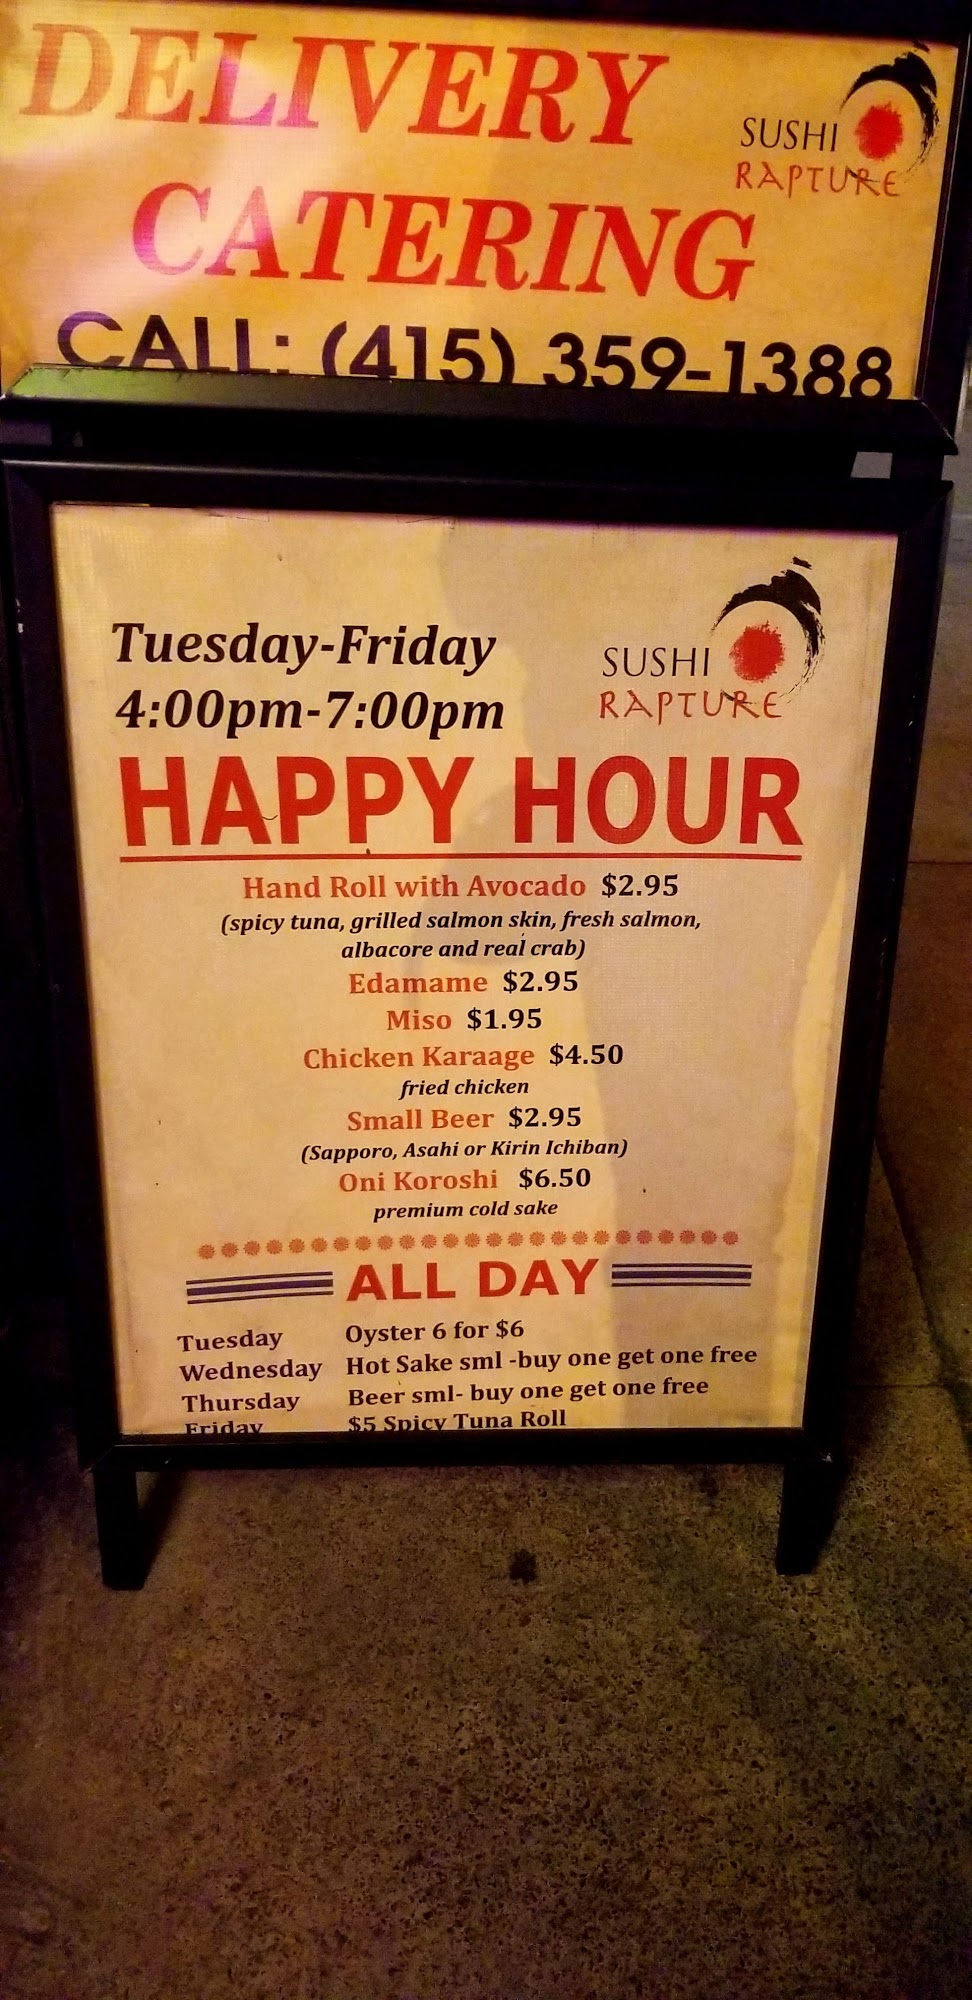 DELIVERY
CATERING
SUSHI
RAPTURE
CALL: (415) 359-1388
Tuesday-Friday
4:00pm-7:00pm
SUSHI
RAPTURE
HAPPY HOUR
Hand Roll with Avocado $2.95
(spicy tuna, grilled salmon skin, fresh salmon,
albacore and real crab)
Edamame $2.95
Miso $1.95
Chicken Karaage $4.50
fried chicken
Small Beer $2.95
(Sapporo, Asahi or Kirin Ichiban)
Oni Koroshi $6.50
premium cold sake
ALL DAY
Tuesday Oyster 6 for $6
Wednesday Hot Sake sml -buy one get one free
Thursday Beer sml- buy one get one free
Friday $5 Spicy Tuna Roll